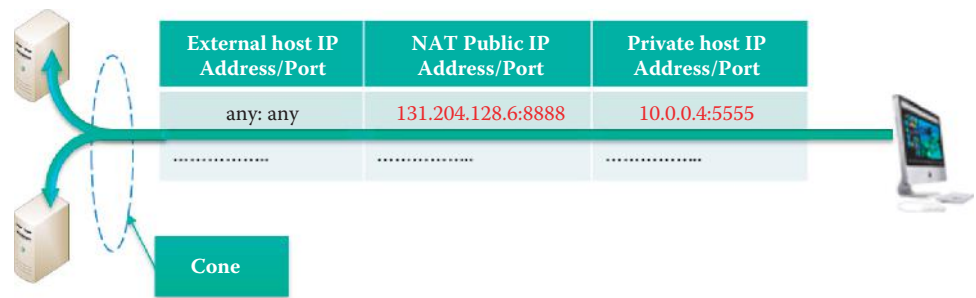 External host IP Address/Port
NAT Public IP Address/Port
Private host IP Address/Port
any: any
131.204.128.6:8888
10.0.0.4:5555
……………..
……………..
……………..
Cone